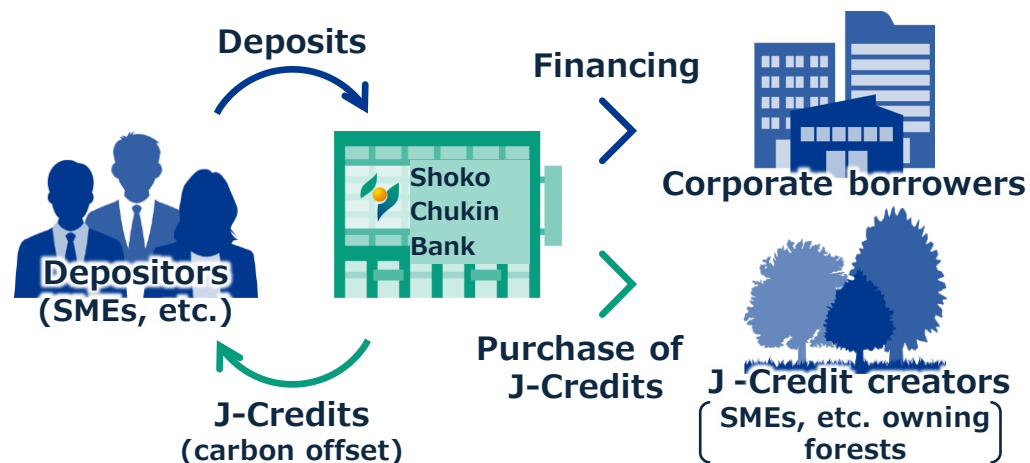 Deposits
Financing
Shoko
Chukin
Bank
Corporate borrowers
Depositors
(SMEs, etc.)
Purchase of
J-Credits
J-Credits
(carbon offset)
J -Credit creators
SMEs, etc. owning
forests